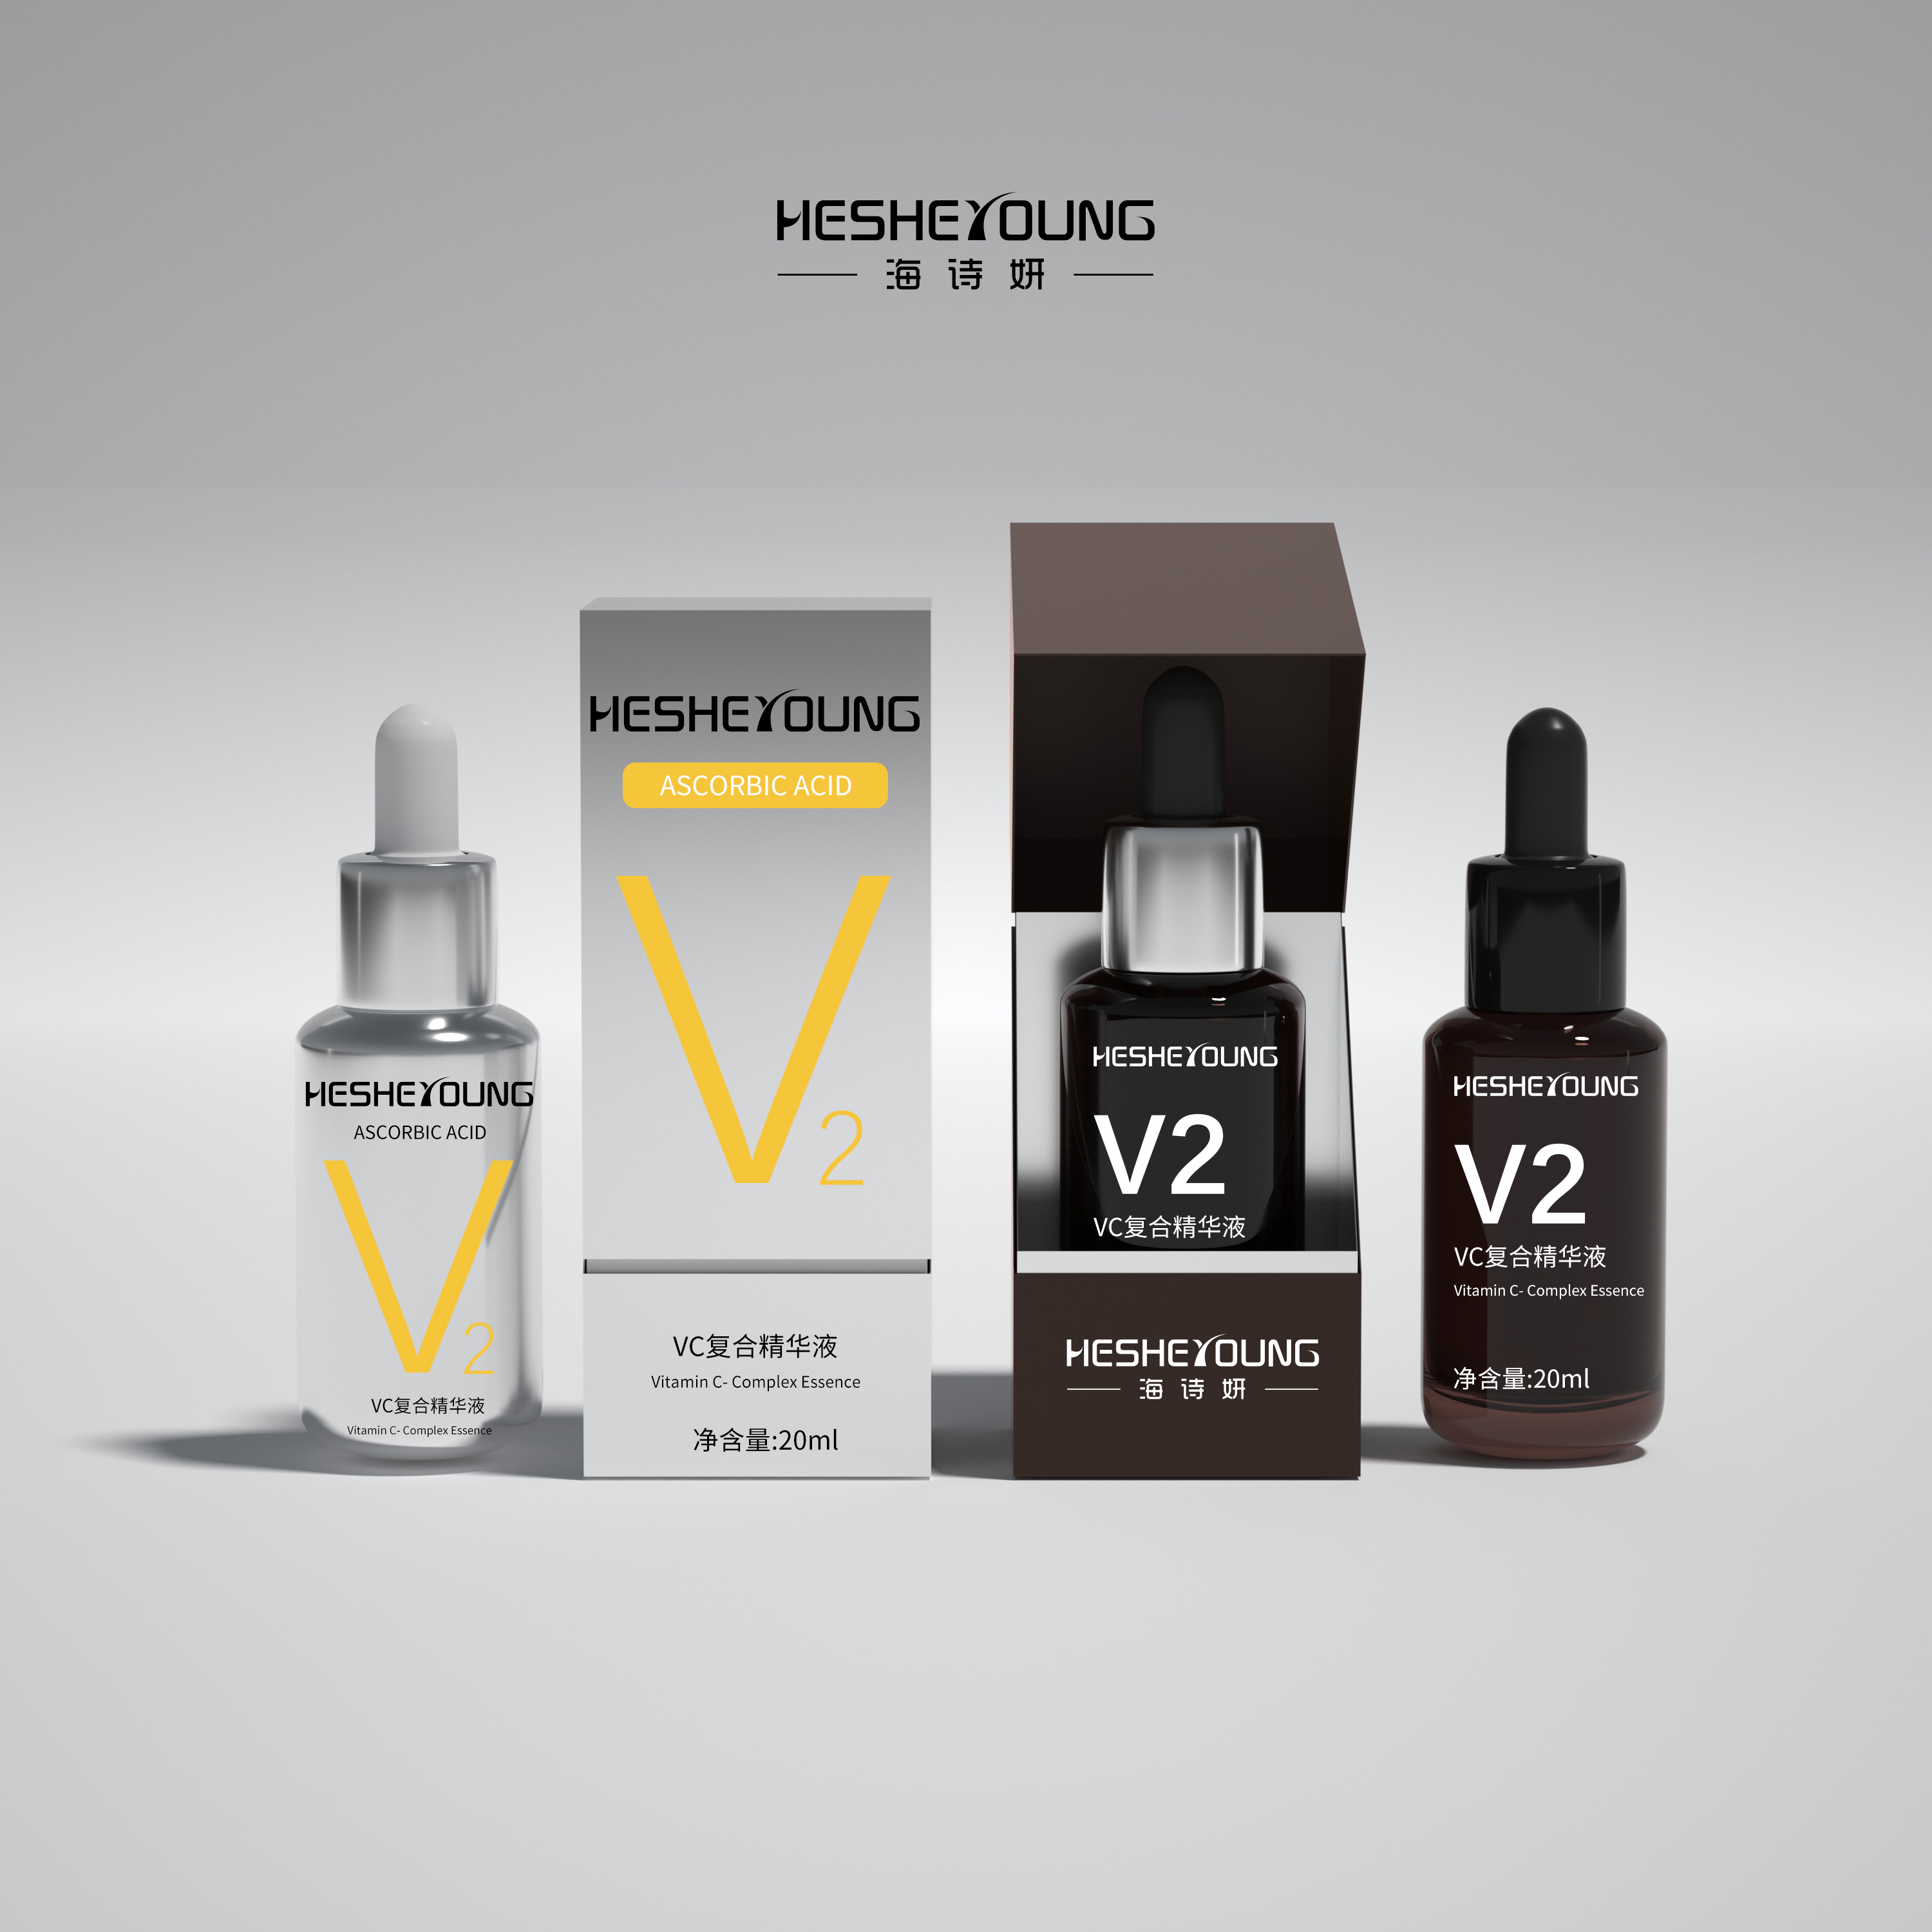 HESHEYOUNG
海诗妍
HESHEYOUNG
ASCORBIC ACID
V2
VC复合精华液
Vitamin C- Complex Essence
HESHEYOUNG
ASCORBIC ACID
V2
VC复合精华液
Vitamin C- Complex Essence
净含量:20ml
HESHEYOUNG
V2
VC复合精华液
HESHEYOUNG
海诗妍
HESHEYOUNG
V2
VC复合精华液
Vitamin C- Complex Essence
净含量:20ml